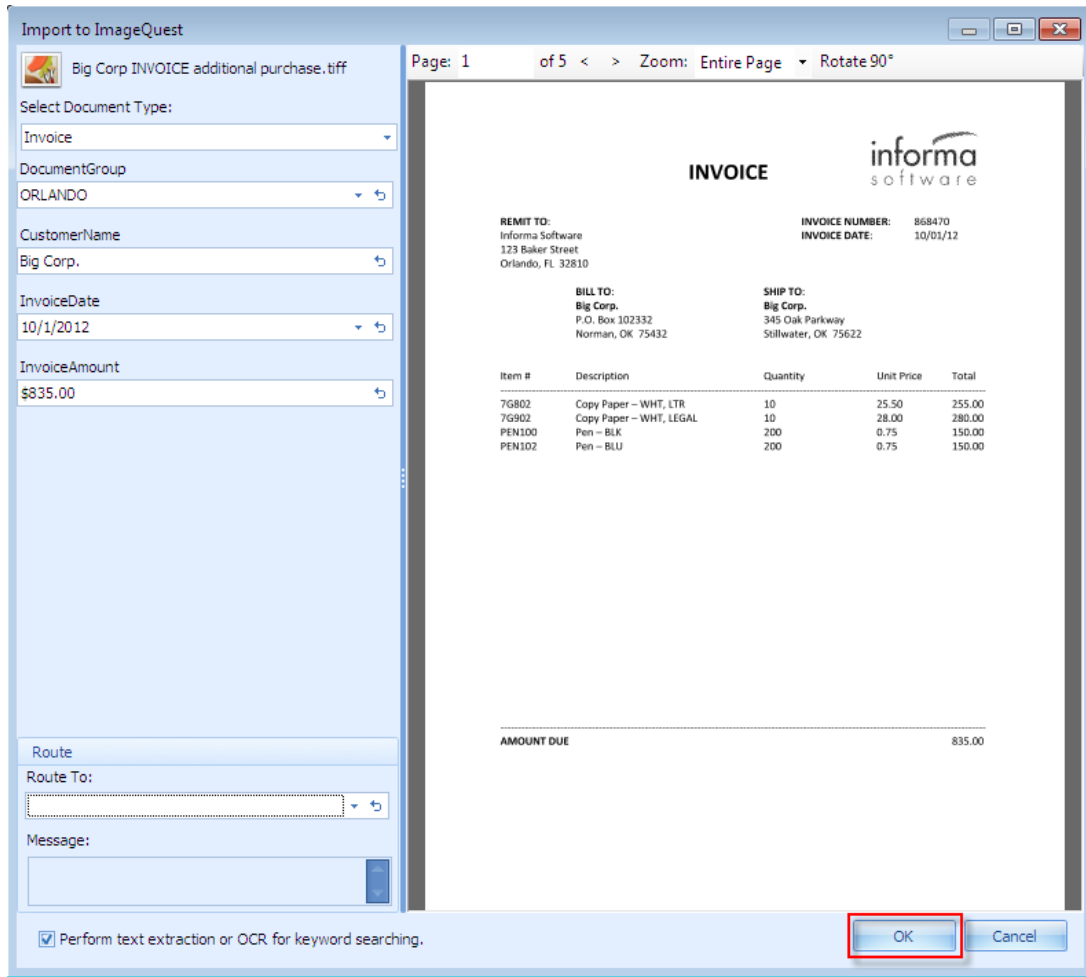 Import to ImageQuest
Big Corp INVOICE additional purchase.tiff
Select Document Type:
Invoice
DocumentGroup
ORLANDO
CustomerName
Big Corp.
InvoiceDate
10/1/2012
InvoiceAmount
$835.00
Route
Route To:
Message:
Page: 1 of 5 < > Zoom: Entire Page Rotate 90°
informa
software
INVOICE
REMIT TO: INVOICE NUMBER: 868470
Informa Software INVOICE DATE: 10/01/12
123 Baker Street
Orlando, FL 32810
BILL TO: SHIP TO:
Big Corp. Big Corp.
P.O. Box 102332 345 Oak Parkway
Norman, OK 75432 Stillwater, OK 75622
Item # Description Quantity Unit Price Total
7G802 Copy Paper – WHT, LTR 10 25.50 255.00
7G902 Copy Paper – WHT, LEGAL 10 28.00 280.00
PEN100 Pen – BLK 200 0.75 150.00
PEN102 Pen – BLU 200 0.75 150.00
AMOUNT DUE 835.00
Perform text extraction or OCR for keyword searching.
OK Cancel